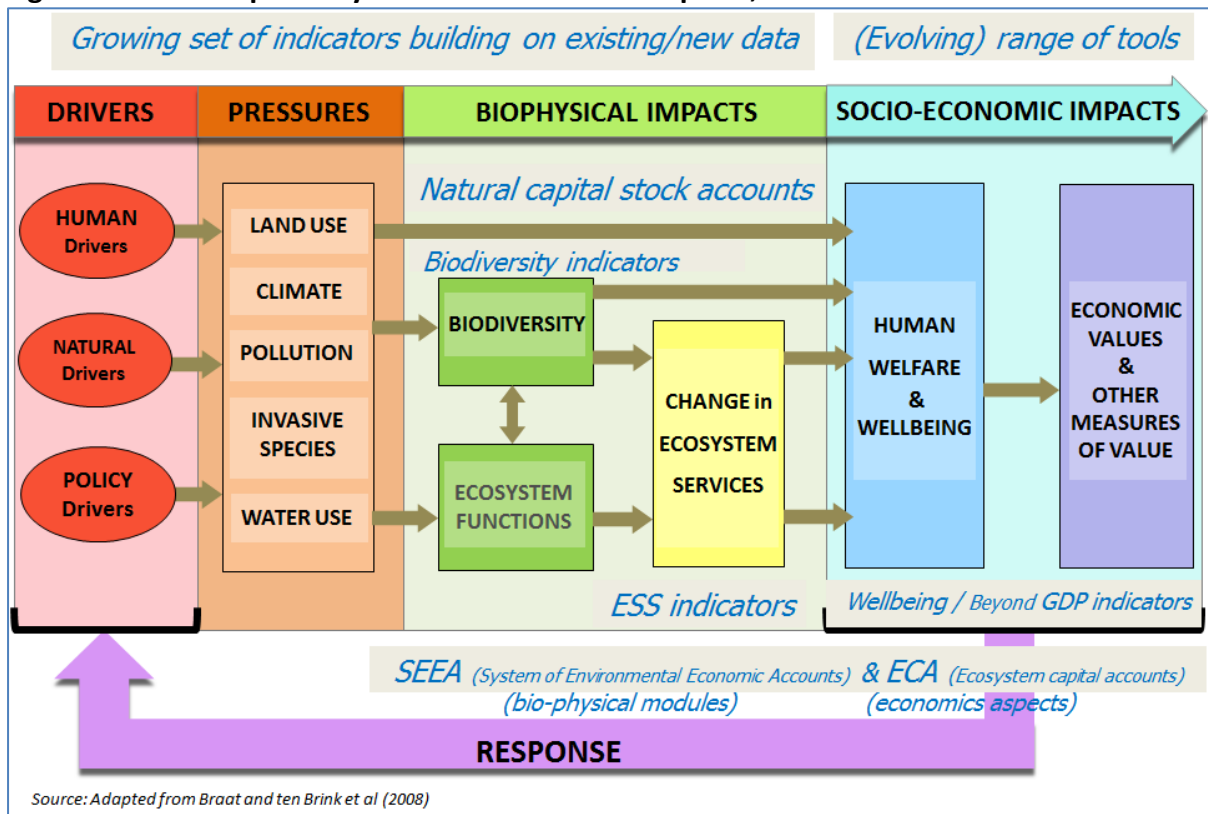 Growing set of indicators building on existing/new data
(Evolving) range of tools
DRIVERS
PRESSURES
BIOPHYSICAL IMPACTS
SOCIO-ECONOMIC IMPACTS
HUMAN
Drivers
NATURAL
Drivers
POLICY
Drivers
LAND USE
CLIMATE
POLLUTION
INVASIVE
SPECIES
WATER USE
Natural capital stock accounts
Biodiversity indicators
BIODIVERSITY
ECOSYSTEM
FUNCTIONS
CHANGE in
ECOSYSTEM
SERVICES
ESS indicators
HUMAN
WELFARE
&
WELLBEING
ECONOMIC
VALUES
&
OTHER
MEASURES
OF VALUE
Wellbeing / Beyond GDP indicators
SEEA (System of Environmental Economic Accounts) & ECA (Ecosystem capital accounts)
(bio-physical modules) (economics aspects)
RESPONSE
Source: Adapted from Braat and ten Brink et al (2008)